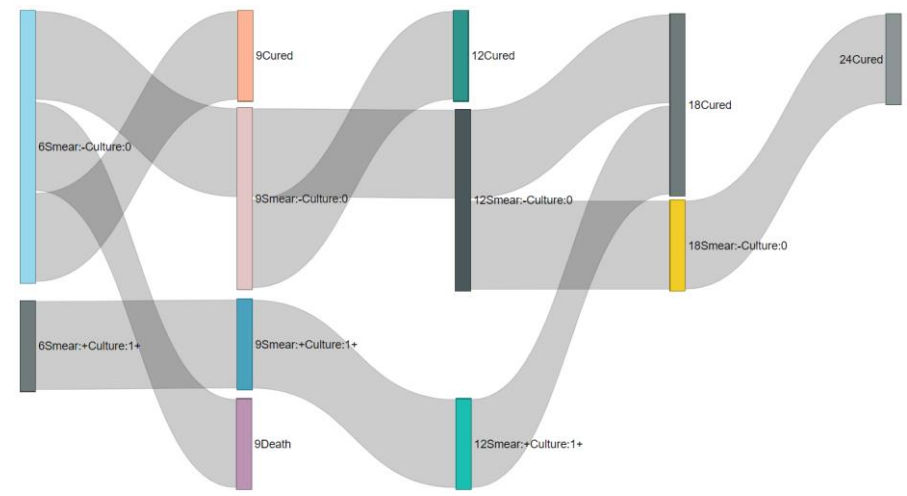 6Smear:-Culture:0
6Smear:+Culture:1+
9Cured
9Smear:-Culture:0
9Smear:+Culture:1+
9Death
12Cured
12Smear:-Culture:0
12Smear:+Culture:1+
18Cured
18Smear:-Culture:0
24Cured